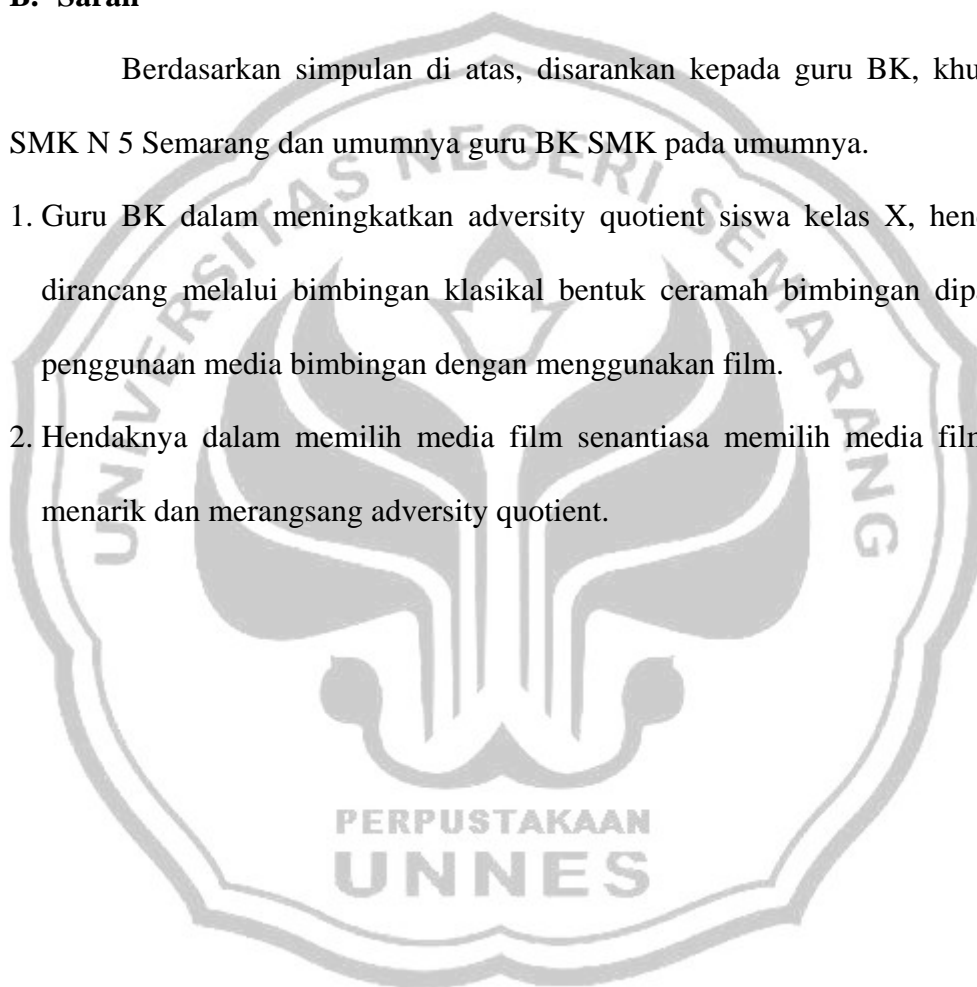 B. Saran
Berdasarkan simpulan di atas, disarankan kepada guru BK,
SMK N 5 Semarang dan umumnya guru BK SMK pada umumnya.
1. Guru BK dalam meningkatkan adversity quotient siswa kelas X,
dirancang melalui bimbingan klasikal bentuk ceramah bimbingan
penggunaan media bimbingan dengan menggunakan film.
2. Hendaknya dalam memilih media film senantiasa memilih media film
menarik dan merangsang adversity quotient.
UNIVERSITAS NEGERI SEMARANG
PERPUSTAKAAN
UNNES